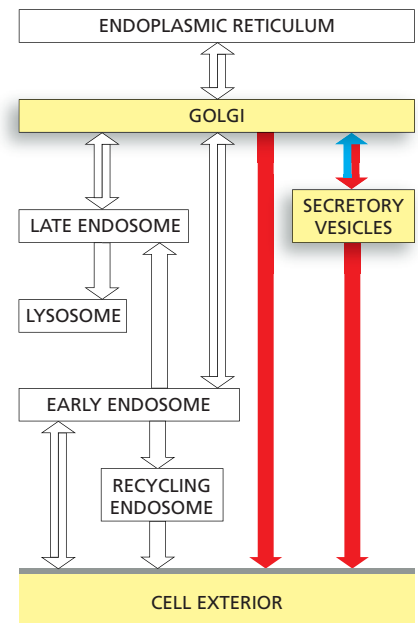 ENDOPLASMIC RETICULUM
GOLGI
LATE ENDOSOME
SECRETORY
VESICLES
LYSOSOME
EARLY ENDOSOME
RECYCLING
ENDOSOME
CELL EXTERIOR